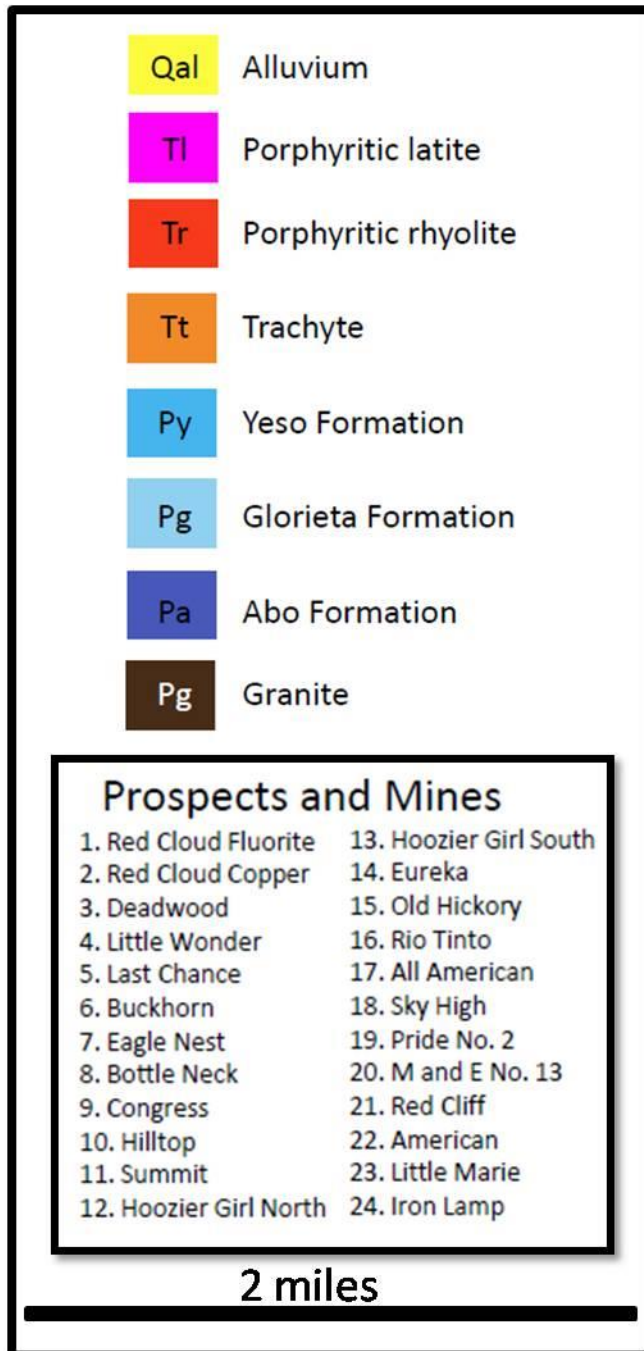 Qal Alluvium
Tl Porphyritic latite
Tr Porphyritic rhyolite
Tt Trachyte
Py Yeso Formation
Pg Glorieta Formation
Pa Abo Formation
Pg Granite
Prospects and Mines
1. Red Cloud Fluorite
2. Red Cloud Copper
3. Deadwood
4. Little Wonder
5. Last Chance
6. Buckhorn
7. Eagle Nest
8. Bottle Neck
9. Congress
10. Hilltop
11. Summit
12. Hoozier Girl North
13. Hoozier Girl South
14. Eureka
15. Old Hickory
16. Rio Tinto
17. All American
18. Sky High
19. Pride No. 2
20. M and E No. 13
21. Red Cliff
22. American
23. Little Marie
24. Iron Lamp
2 miles